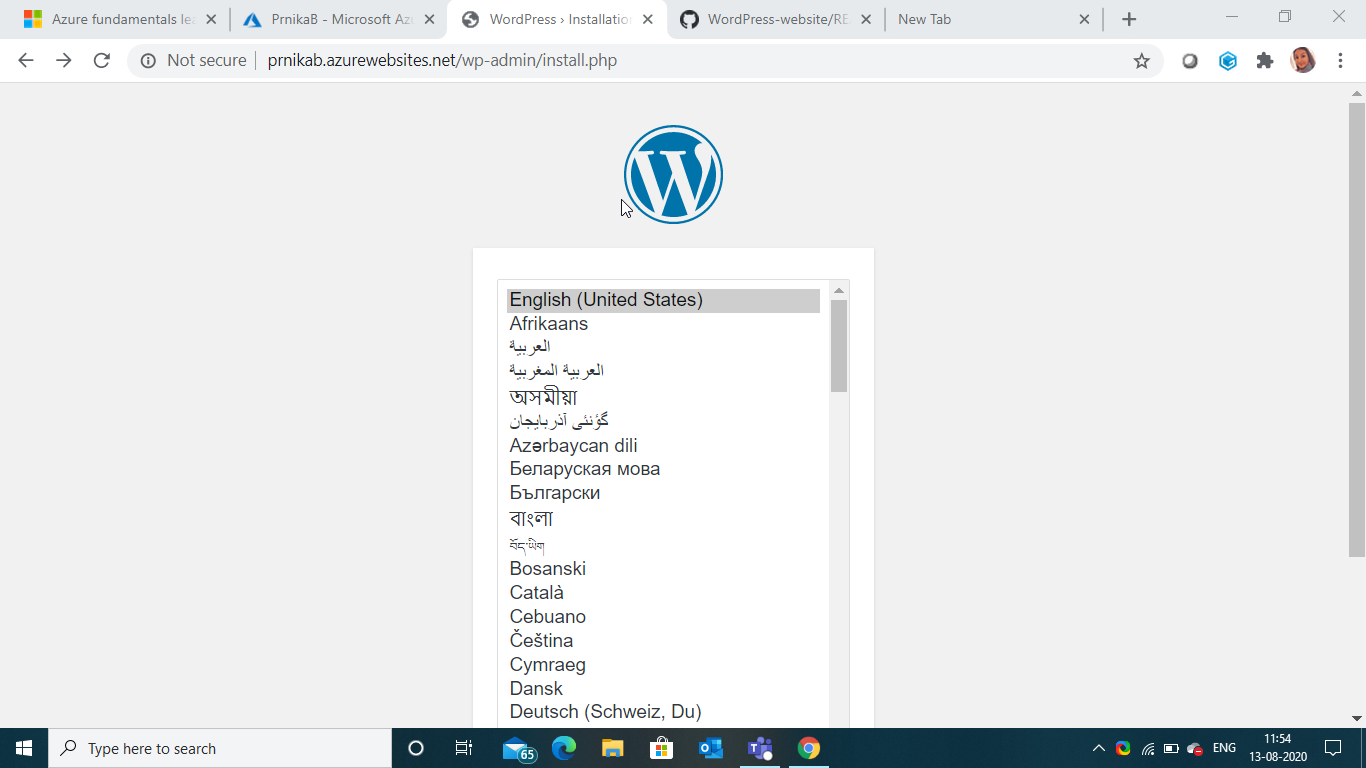 Azure fundamentals lea
PrnikaB - Microsoft Az
WordPress › Installation
WordPress-website/RE
New Tab
Not secure
prnikab.azurewebsites.net/wp-admin/install.php
English (United States)
Afrikaans
العربية
العربية المغربية
অসমীয়া
گؤنئی آذربایجان
Azərbaycan dili
Беларуская мова
Български
বাংলা
བོད་ཡིག
Bosanski
Català
Cebuano
Čeština
Cymraeg
Dansk
Deutsch (Schweiz, Du)
Type here to search
65
ENG
11:54
13-08-2020